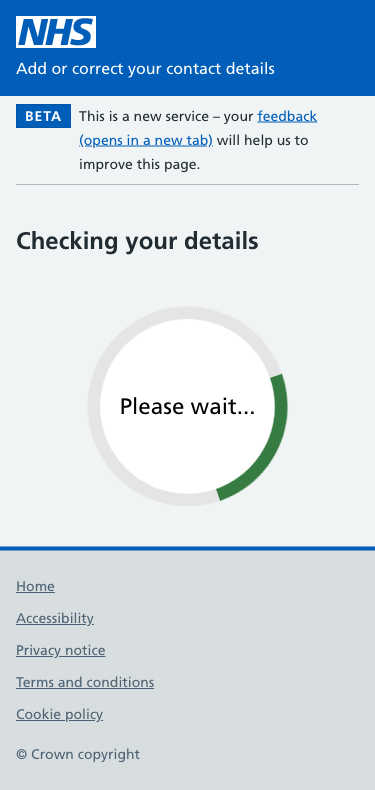 NHS
Add or correct your contact details
BETA This is a new service – your feedback
(opens in a new tab) will help us to
improve this page.
Checking your details
Please wait...
Home
Accessibility
Privacy notice
Terms and conditions
Cookie policy
© Crown copyright